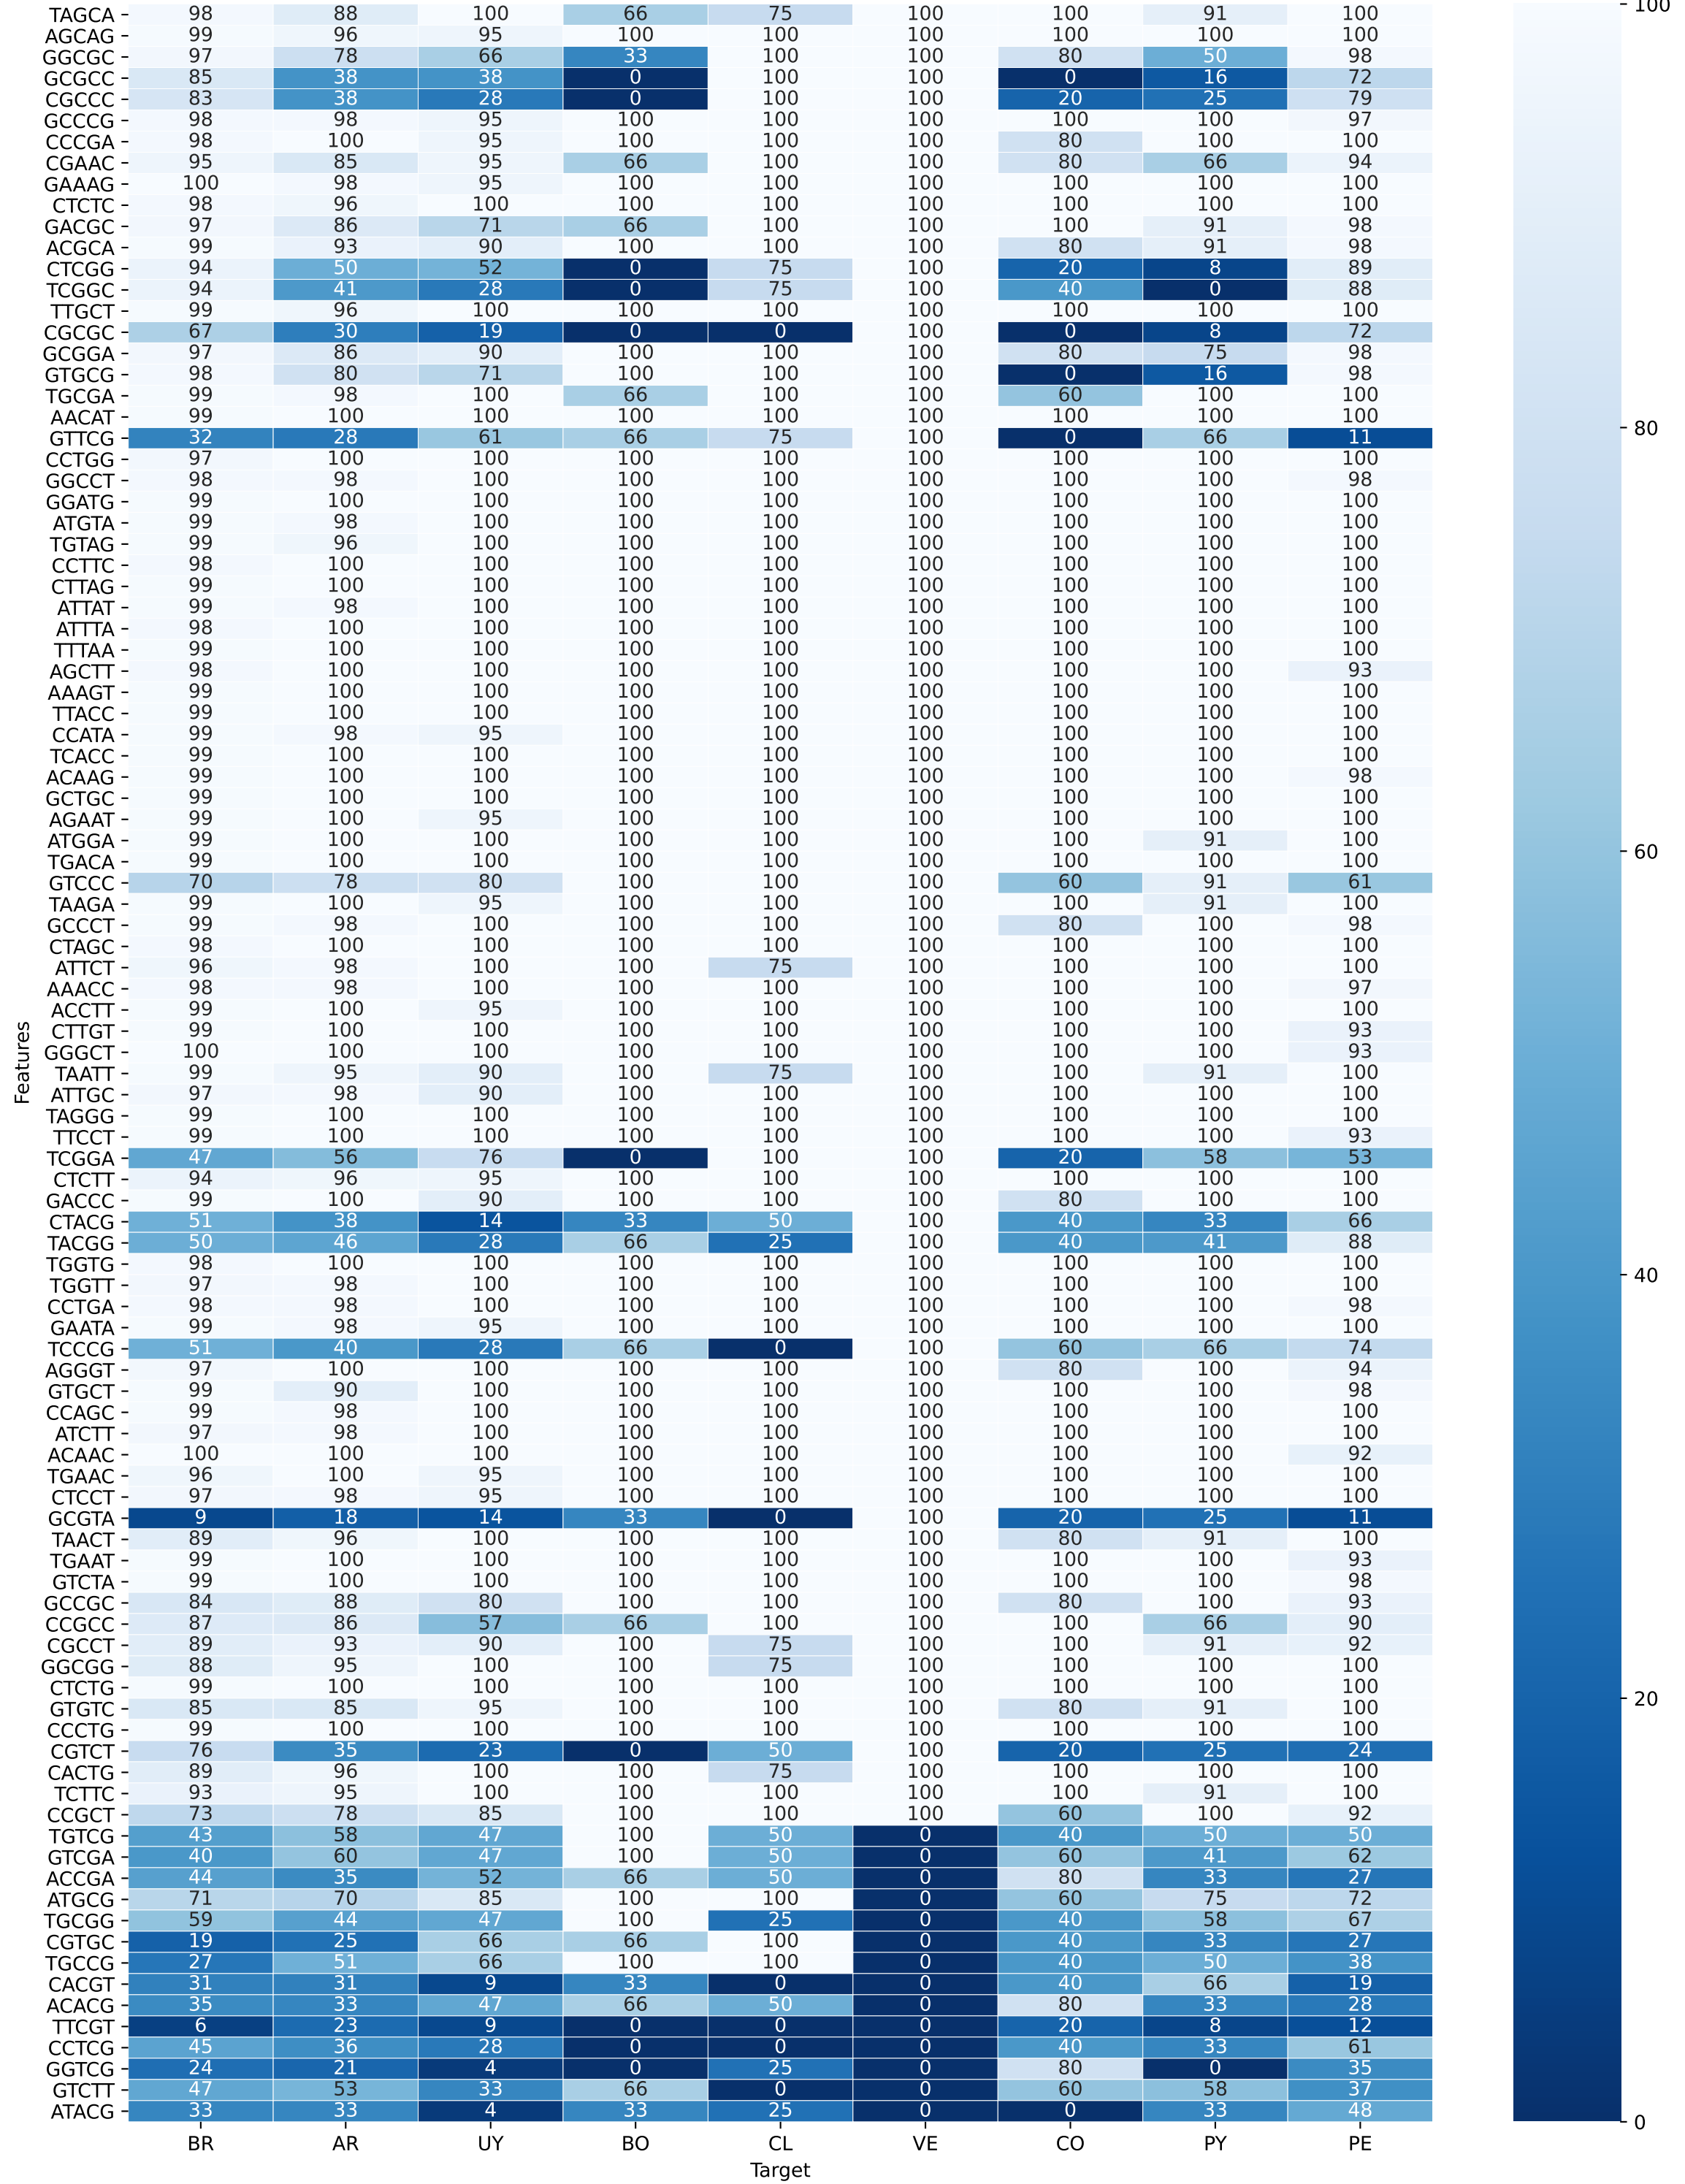 TAGCA 98 88 100 66 75 100 100 91 100
AGCAG 99 96 95 100 100 100 100 100 100
GGCGC 97 78 66 33 100 100 80 50 98
GCGCC 85 38 38 0 100 100 0 16 72
CGCCC 83 38 28 0 100 100 20 25 79
GCCCG 98 98 95 100 100 100 100 100 97
CCCGA 98 100 95 100 100 100 80 100 100
CGAAC 95 85 95 66 100 100 80 66 94
GAAAG 100 98 95 100 100 100 100 100 100
CTCTC 98 96 100 100 100 100 100 100 100
GACGC 97 86 71 66 100 100 100 91 98
ACGCA 99 93 90 100 100 100 80 91 98
CTCGG 94 50 52 0 75 100 20 8 89
TCGGC 94 41 28 0 75 100 40 0 88
TTGCT 99 96 100 100 100 100 100 100 100
CGCGC 67 30 19 0 0 100 0 8 72
GCGGA 97 86 90 100 100 100 80 75 98
GTGCG 98 80 71 100 100 100 0 16 98
TGCGA 99 98 100 66 100 100 60 100 100
AACAT 99 100 100 100 100 100 100 100 100
GTTCG 32 28 61 66 75 100 0 66 11
CCTGG 97 100 100 100 100 100 100 100 100
GGCCT 98 98 100 100 100 100 100 100 98
GGATG 99 100 100 100 100 100 100 100 100
ATGTA 99 98 100 100 100 100 100 100 100
TGTAG 99 96 100 100 100 100 100 100 100
CCTTC 98 100 100 100 100 100 100 100 100
CTTAG 99 100 100 100 100 100 100 100 100
ATTAT 99 98 100 100 100 100 100 100 100
ATTTA 98 100 100 100 100 100 100 100 100
TTTAA 99 100 100 100 100 100 100 100 100
AGCTT 98 100 100 100 100 100 100 100 93
AAAGT 99 100 100 100 100 100 100 100 100
TTACC 99 100 100 100 100 100 100 100 100
CCATA 99 98 95 100 100 100 100 100 100
TCACC 99 100 100 100 100 100 100 100 100
ACAAG 99 100 100 100 100 100 100 100 98
GCTGC 99 100 100 100 100 100 100 100 100
AGAAT 99 100 95 100 100 100 100 100 100
ATGGA 99 100 100 100 100 100 100 91 100
TGACA 99 100 100 100 100 100 100 100 100
GTCCC 70 78 80 100 100 100 60 91 61
TAAGA 99 100 95 100 100 100 100 91 100
GCCCT 99 98 100 100 100 100 80 100 98
CTAGC 98 100 100 100 100 100 100 100 100
ATTCT 96 98 100 100 75 100 100 100 100
AAACC 98 98 100 100 100 100 100 100 97
ACCTT 99 100 95 100 100 100 100 100 100
CTTGT 99 100 100 100 100 100 100 100 93
GGGCT 100 100 100 100 100 100 100 100 93
TAATT 99 95 90 100 75 100 100 91 100
ATTGC 97 98 90 100 100 100 100 100 100
TAGGG 99 100 100 100 100 100 100 100 100
TTCCT 99 100 100 100 100 100 100 100 93
TCGGA 47 56 76 0 100 100 20 58 53
CTCTT 94 96 95 100 100 100 100 100 100
GACCC 99 100 90 100 100 100 80 100 100
CTACG 51 38 14 33 50 100 40 33 66
TACGG 50 46 28 66 25 100 40 41 88
TGGTG 98 100 100 100 100 100 100 100 100
TGGTT 97 98 100 100 100 100 100 100 100
CCTGA 98 98 100 100 100 100 100 100 98
GAATA 99 98 95 100 100 100 100 100 100
TCCCG 51 40 28 66 0 100 60 66 74
AGGGT 97 100 100 100 100 100 80 100 94
GTGCT 99 90 100 100 100 100 100 100 98
CCAGC 99 98 100 100 100 100 100 100 100
ATCTT 97 98 100 100 100 100 100 100 100
ACAAC 100 100 100 100 100 100 100 100 92
TGAAC 96 100 95 100 100 100 100 100 100
CTCCT 97 98 95 100 100 100 100 100 100
GCGTA 9 18 14 33 0 100 20 25 11
TAACT 89 96 100 100 100 100 80 91 100
TGAAT 99 100 100 100 100 100 100 100 93
GTCTA 99 100 100 100 100 100 100 100 98
GCCGC 84 88 80 100 100 100 80 100 93
CCGCC 87 86 57 66 100 100 100 66 90
CGCCT 89 93 90 100 75 100 100 91 92
GGCGG 88 95 100 100 75 100 100 100 100
CTCTG 99 100 100 100 100 100 100 100 100
GTGTC 85 85 95 100 100 100 80 91 100
CCCTG 99 100 100 100 100 100 100 100 100
CGTCT 76 35 23 0 50 100 20 25 24
CACTG 89 96 100 100 75 100 100 100 100
TCTTC 93 95 100 100 100 100 100 91 100
CCGCT 73 78 85 100 100 100 60 100 92
TGTCG 43 58 47 100 50 0 40 50 50
GTCGA 40 60 47 100 50 0 60 41 62
ACCGA 44 35 52 66 50 0 80 33 27
ATGCG 71 70 85 100 100 0 60 75 72
TGCGG 59 44 47 100 25 0 40 58 67
CGTGC 19 25 66 66 100 0 40 33 27
TGCCG 27 51 66 100 100 0 40 50 38
CACGT 31 31 9 33 0 0 40 66 19
ACACG 35 33 47 66 50 0 80 33 28
TTCGT 6 23 9 0 0 0 20 8 12
CCTCG 45 36 28 0 0 0 40 33 61
GGTCG 24 21 4 0 25 0 80 0 35
GTCTT 47 53 33 66 0 0 60 58 37
ATACG 33 33 4 33 25 0 0 33 48
BR AR UY BO CL VE CO PY PE
Target
Features
100
80
60
40
20
0